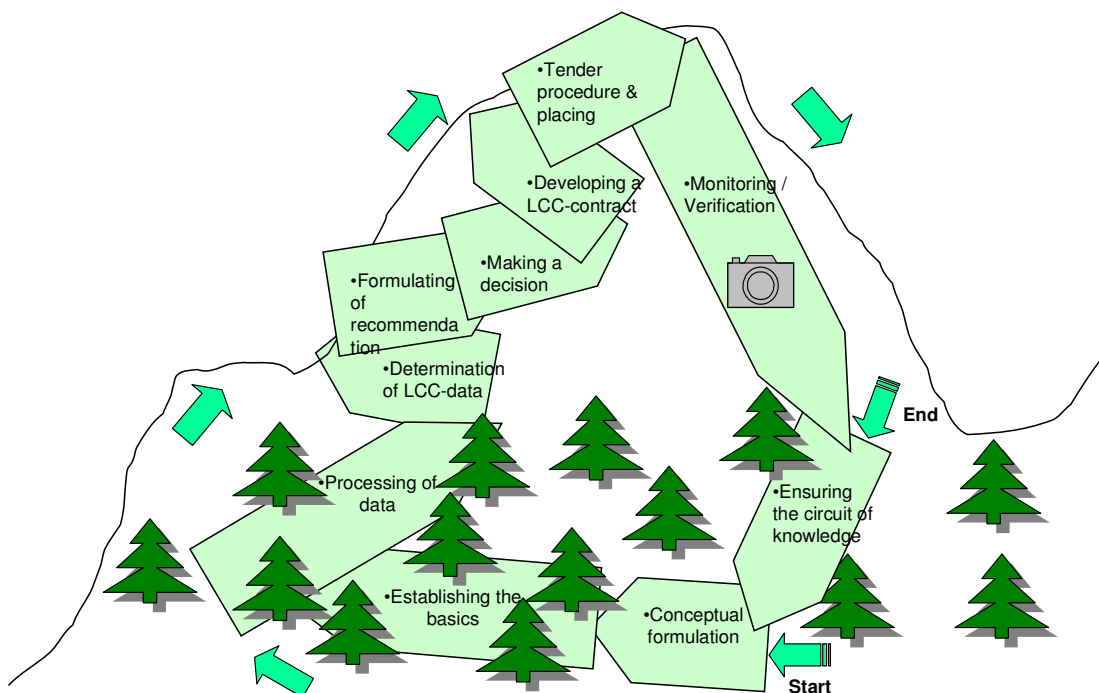 •Tender
procedure &
placing
•Developing a
LCC-contract
•Monitoring /
Verification
•Making a
decision
•Formulating
of
recommenda
tion
•Determination
of LCC-data
End
•Processing of
data
•Ensuring
the circuit of
knowledge
•Establishing the
basics
•Conceptual
formulation
Start